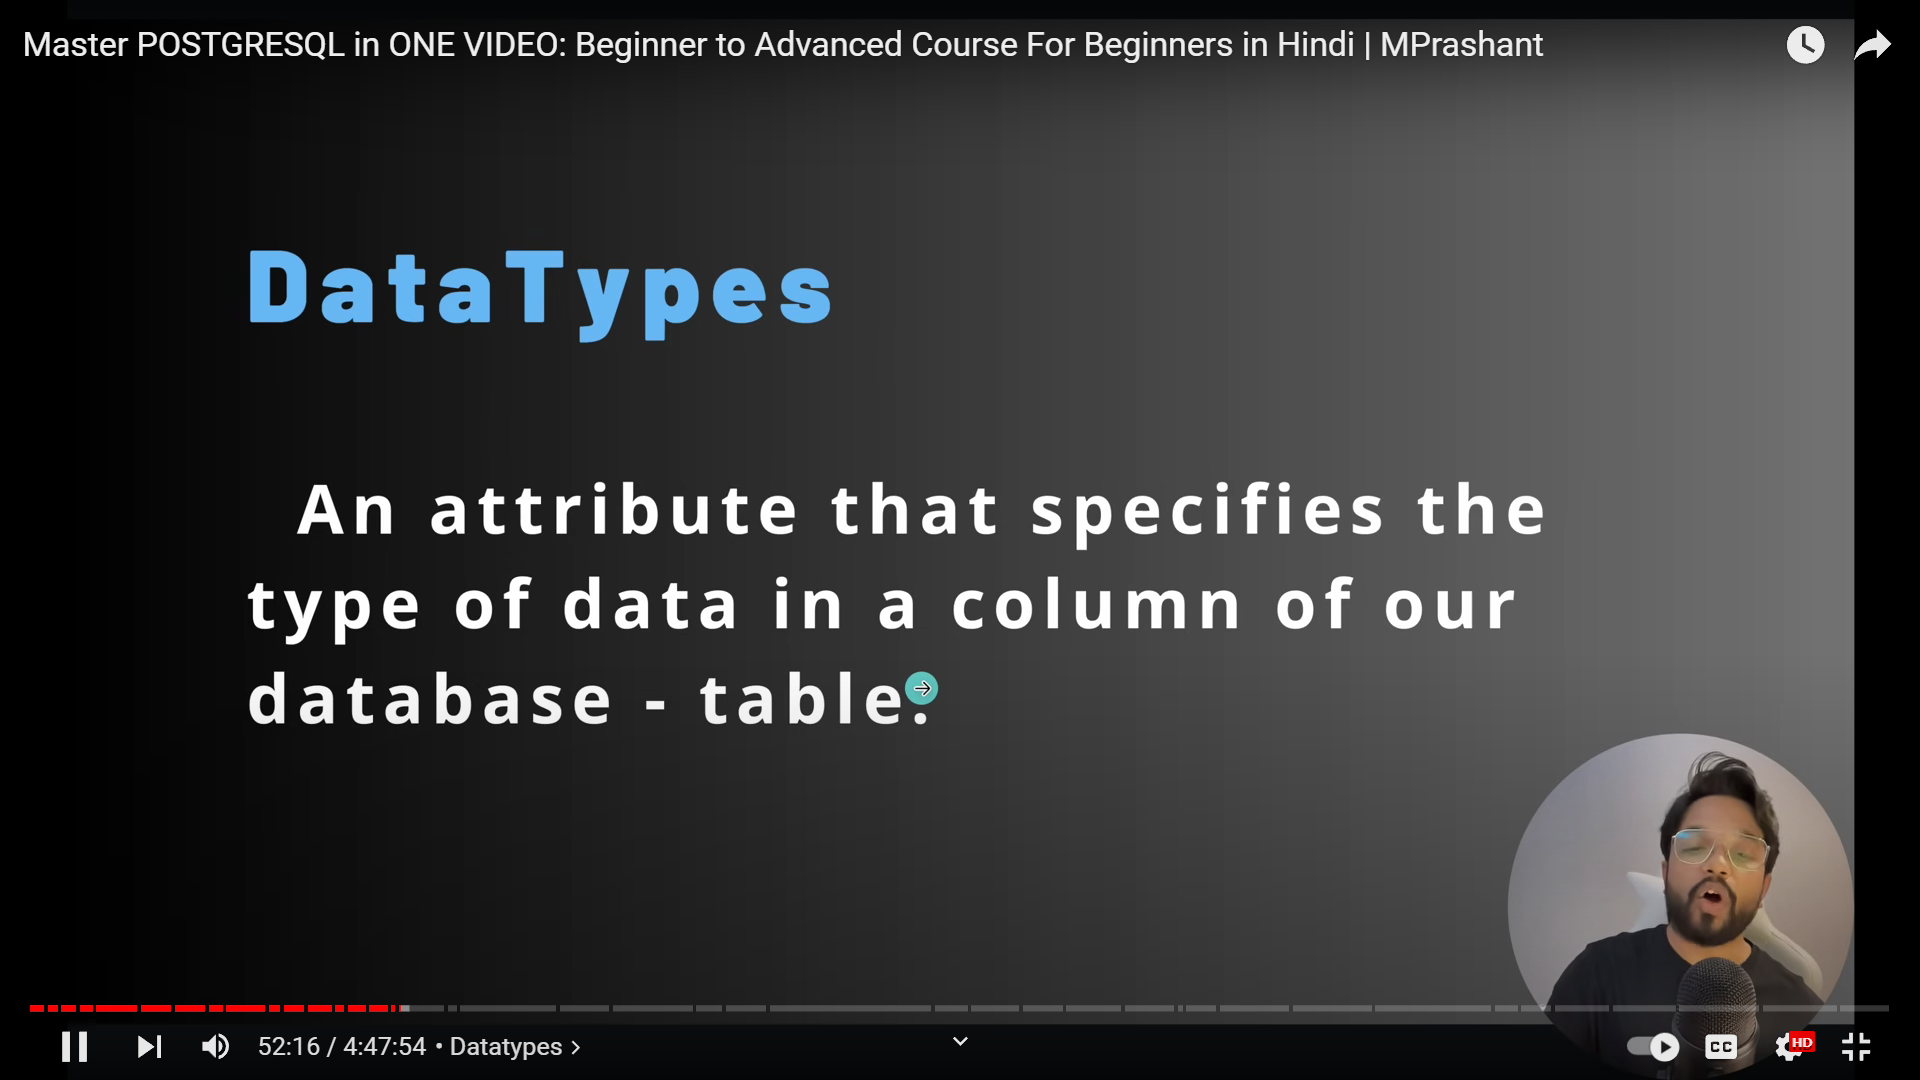 Master POSTGRESQL in ONE VIDEO: Beginner to Advanced Course For Beginners in Hindi | MPrashant
DataTypes
An attribute that specifies the
type of data in a column of our
database - table.
52:16 / 4:47:54 • Datatypes
CC
HD